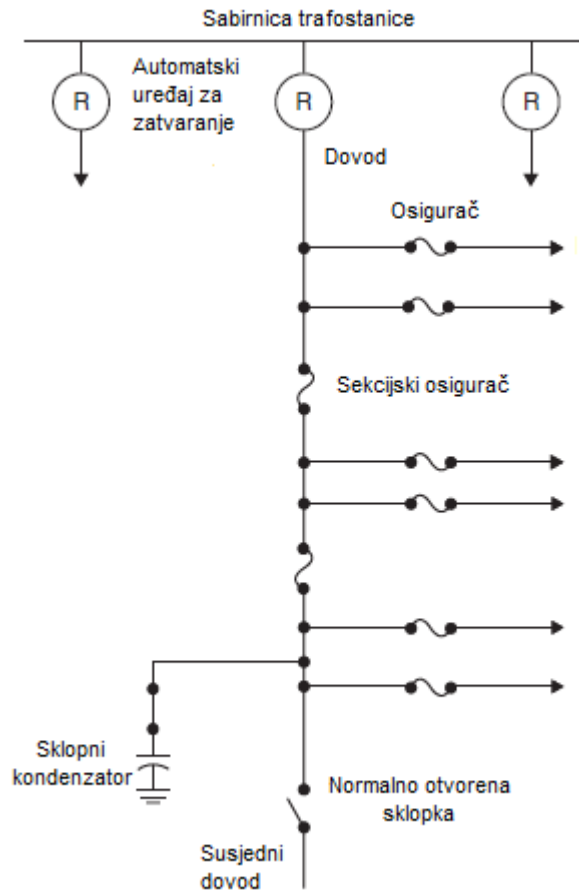 Sabirnica trafostanice
Automatski
uređaj za
zatvaranje
R
R
R
Dovod
Osigurač
Sekcijski osigurač
Sklopni
kondenzator
Normalno otvorena
sklopka
Susjedni
dovod